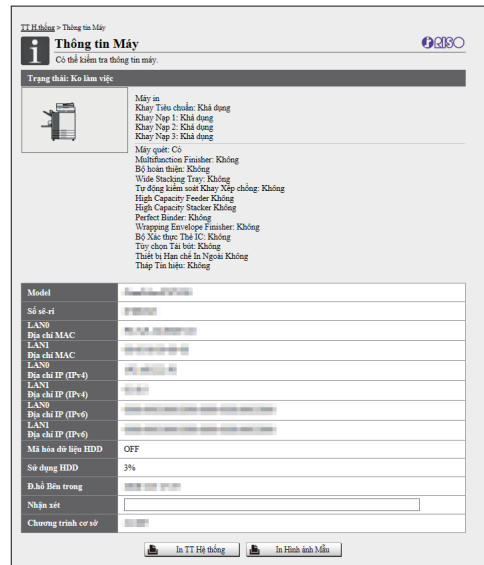 TT H.thống > Thông tin Máy
Thông tin Máy
RISO
Có thể kiểm tra thông tin máy.
Trạng thái: Ko làm việc
Máy in
Khay Tiêu chuẩn: Khả dụng
Khay Nạp 1: Khả dụng
Khay Nạp 2: Khả dụng
Khay Nạp 3: Khả dụng
Máy quét: Có
Multifunction Finisher: Không
Bộ hoàn thiện: Không
Wide Stacking Tray: Không
Tự động kiểm soát Khay Xếp chồng: Không
High Capacity Feeder Không
High Capacity Stacker Không
Perfect Binder: Không
Wrapping Envelope Finisher: Không
Bộ Xác thực Thẻ IC: Không
Tùy chọn Tái bút: Không
Thiết bị Hạn chế In Ngoài Không
Tháp Tín hiệu: Không
Model
Số sê-ri
LAN0
Địa chỉ MAC
LAN1
Địa chỉ MAC
LAN0
Địa chỉ IP (IPv4)
LAN1
Địa chỉ IP (IPv4)
LAN0
Địa chỉ IP (IPv6)
LAN1
Địa chỉ IP (IPv6)
Mã hóa dữ liệu HDD OFF
Sử dụng HDD 3%
Đ.hồ Bên trong
Nhận xét
Chương trình cơ sở
In TT Hệ thống In Hình ảnh Mẫu